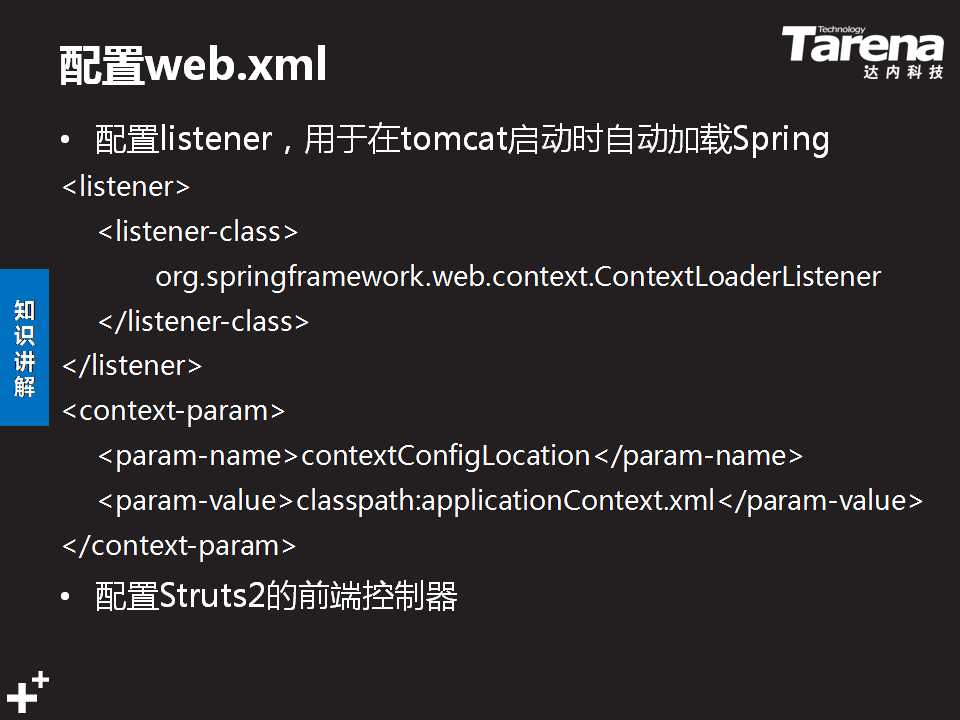 配置web.xml
Technology
Tarena
达内科技
• 配置listener，用于在tomcat启动时自动加载Spring
<listener>
<listener-class>
org.springframework.web.context.ContextLoaderListener
</listener-class>
</listener>
<context-param>
<param-name>contextConfigLocation</param-name>
<param-value>classpath:applicationContext.xml</param-value>
</context-param>
• 配置Struts2的前端控制器
知识讲解